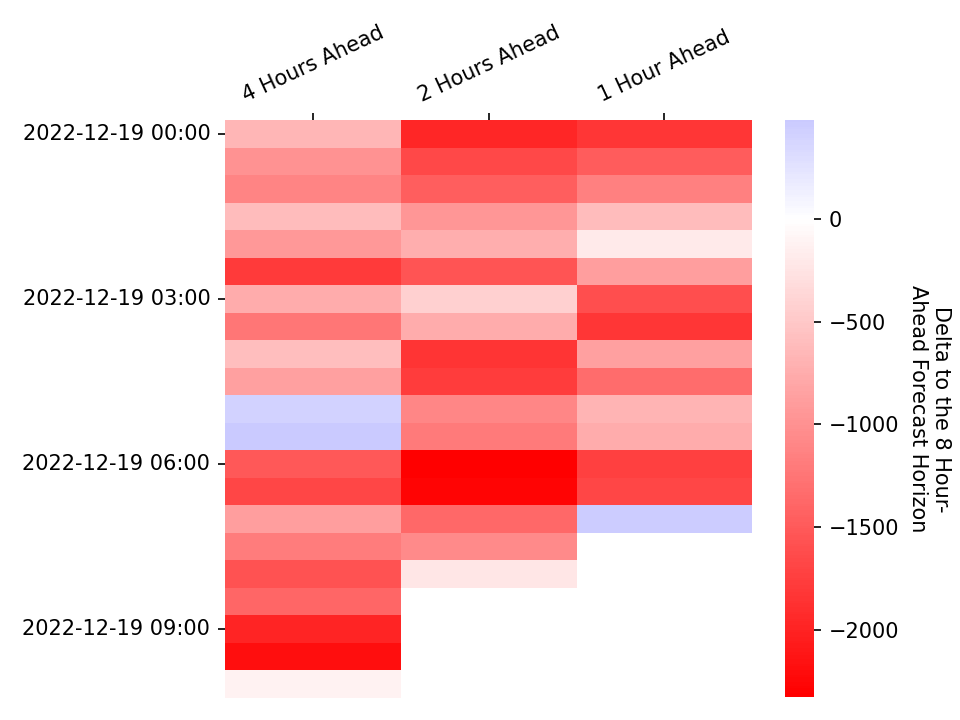 4 Hours Ahead
2 Hours Ahead
1 Hour Ahead
2022-12-19 00:00
2022-12-19 03:00
2022-12-19 06:00
2022-12-19 09:00
0
−500
−1000
−1500
−2000
Delta to the 8 Hour-
Ahead Forecast Horizon